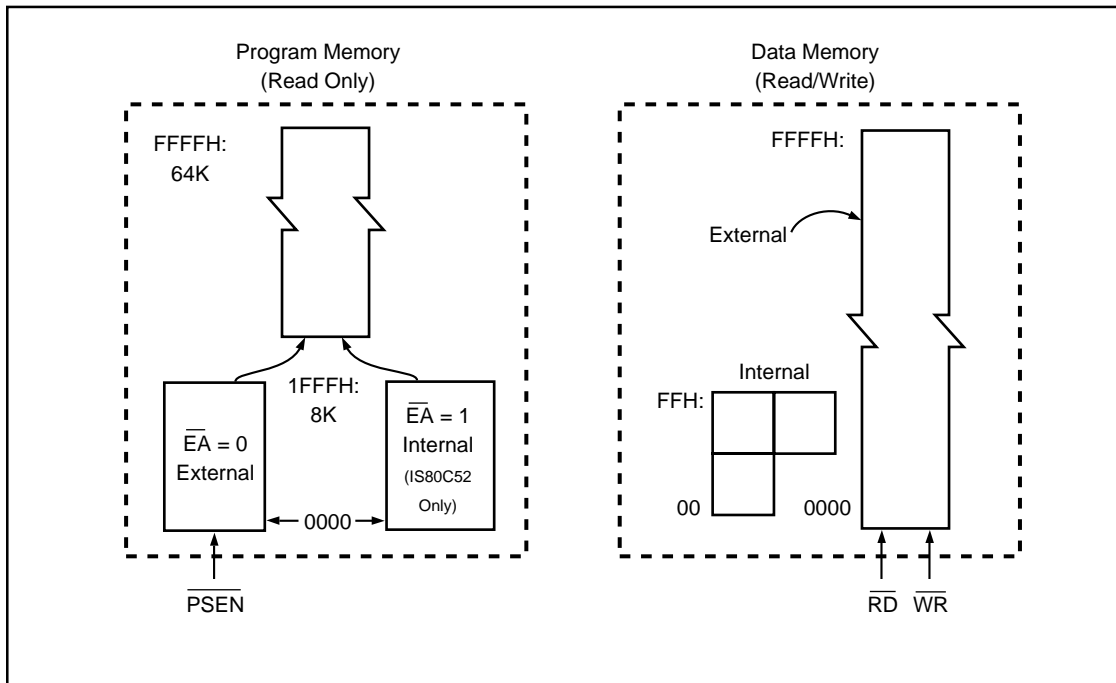 Program Memory
(Read Only)
FFFFH:
64K
1FFFH:
8K
EA = 0
External
EA = 1
Internal
(IS80C52
Only)
0000
PSEN
Data Memory
(Read/Write)
FFFFH:
External
Internal
FFH:
00
0000
RD
WR